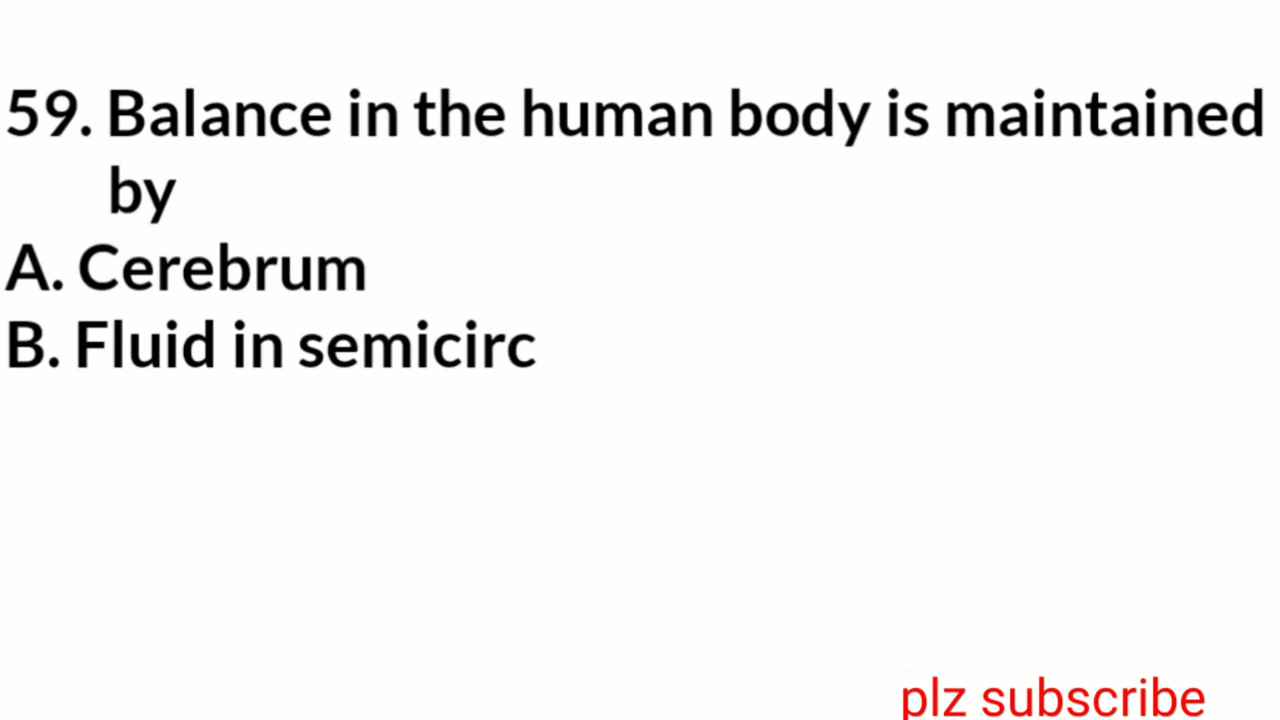 59. Balance in the human body is maintained
by
A. Cerebrum
B. Fluid in semicirc
plz subscribe